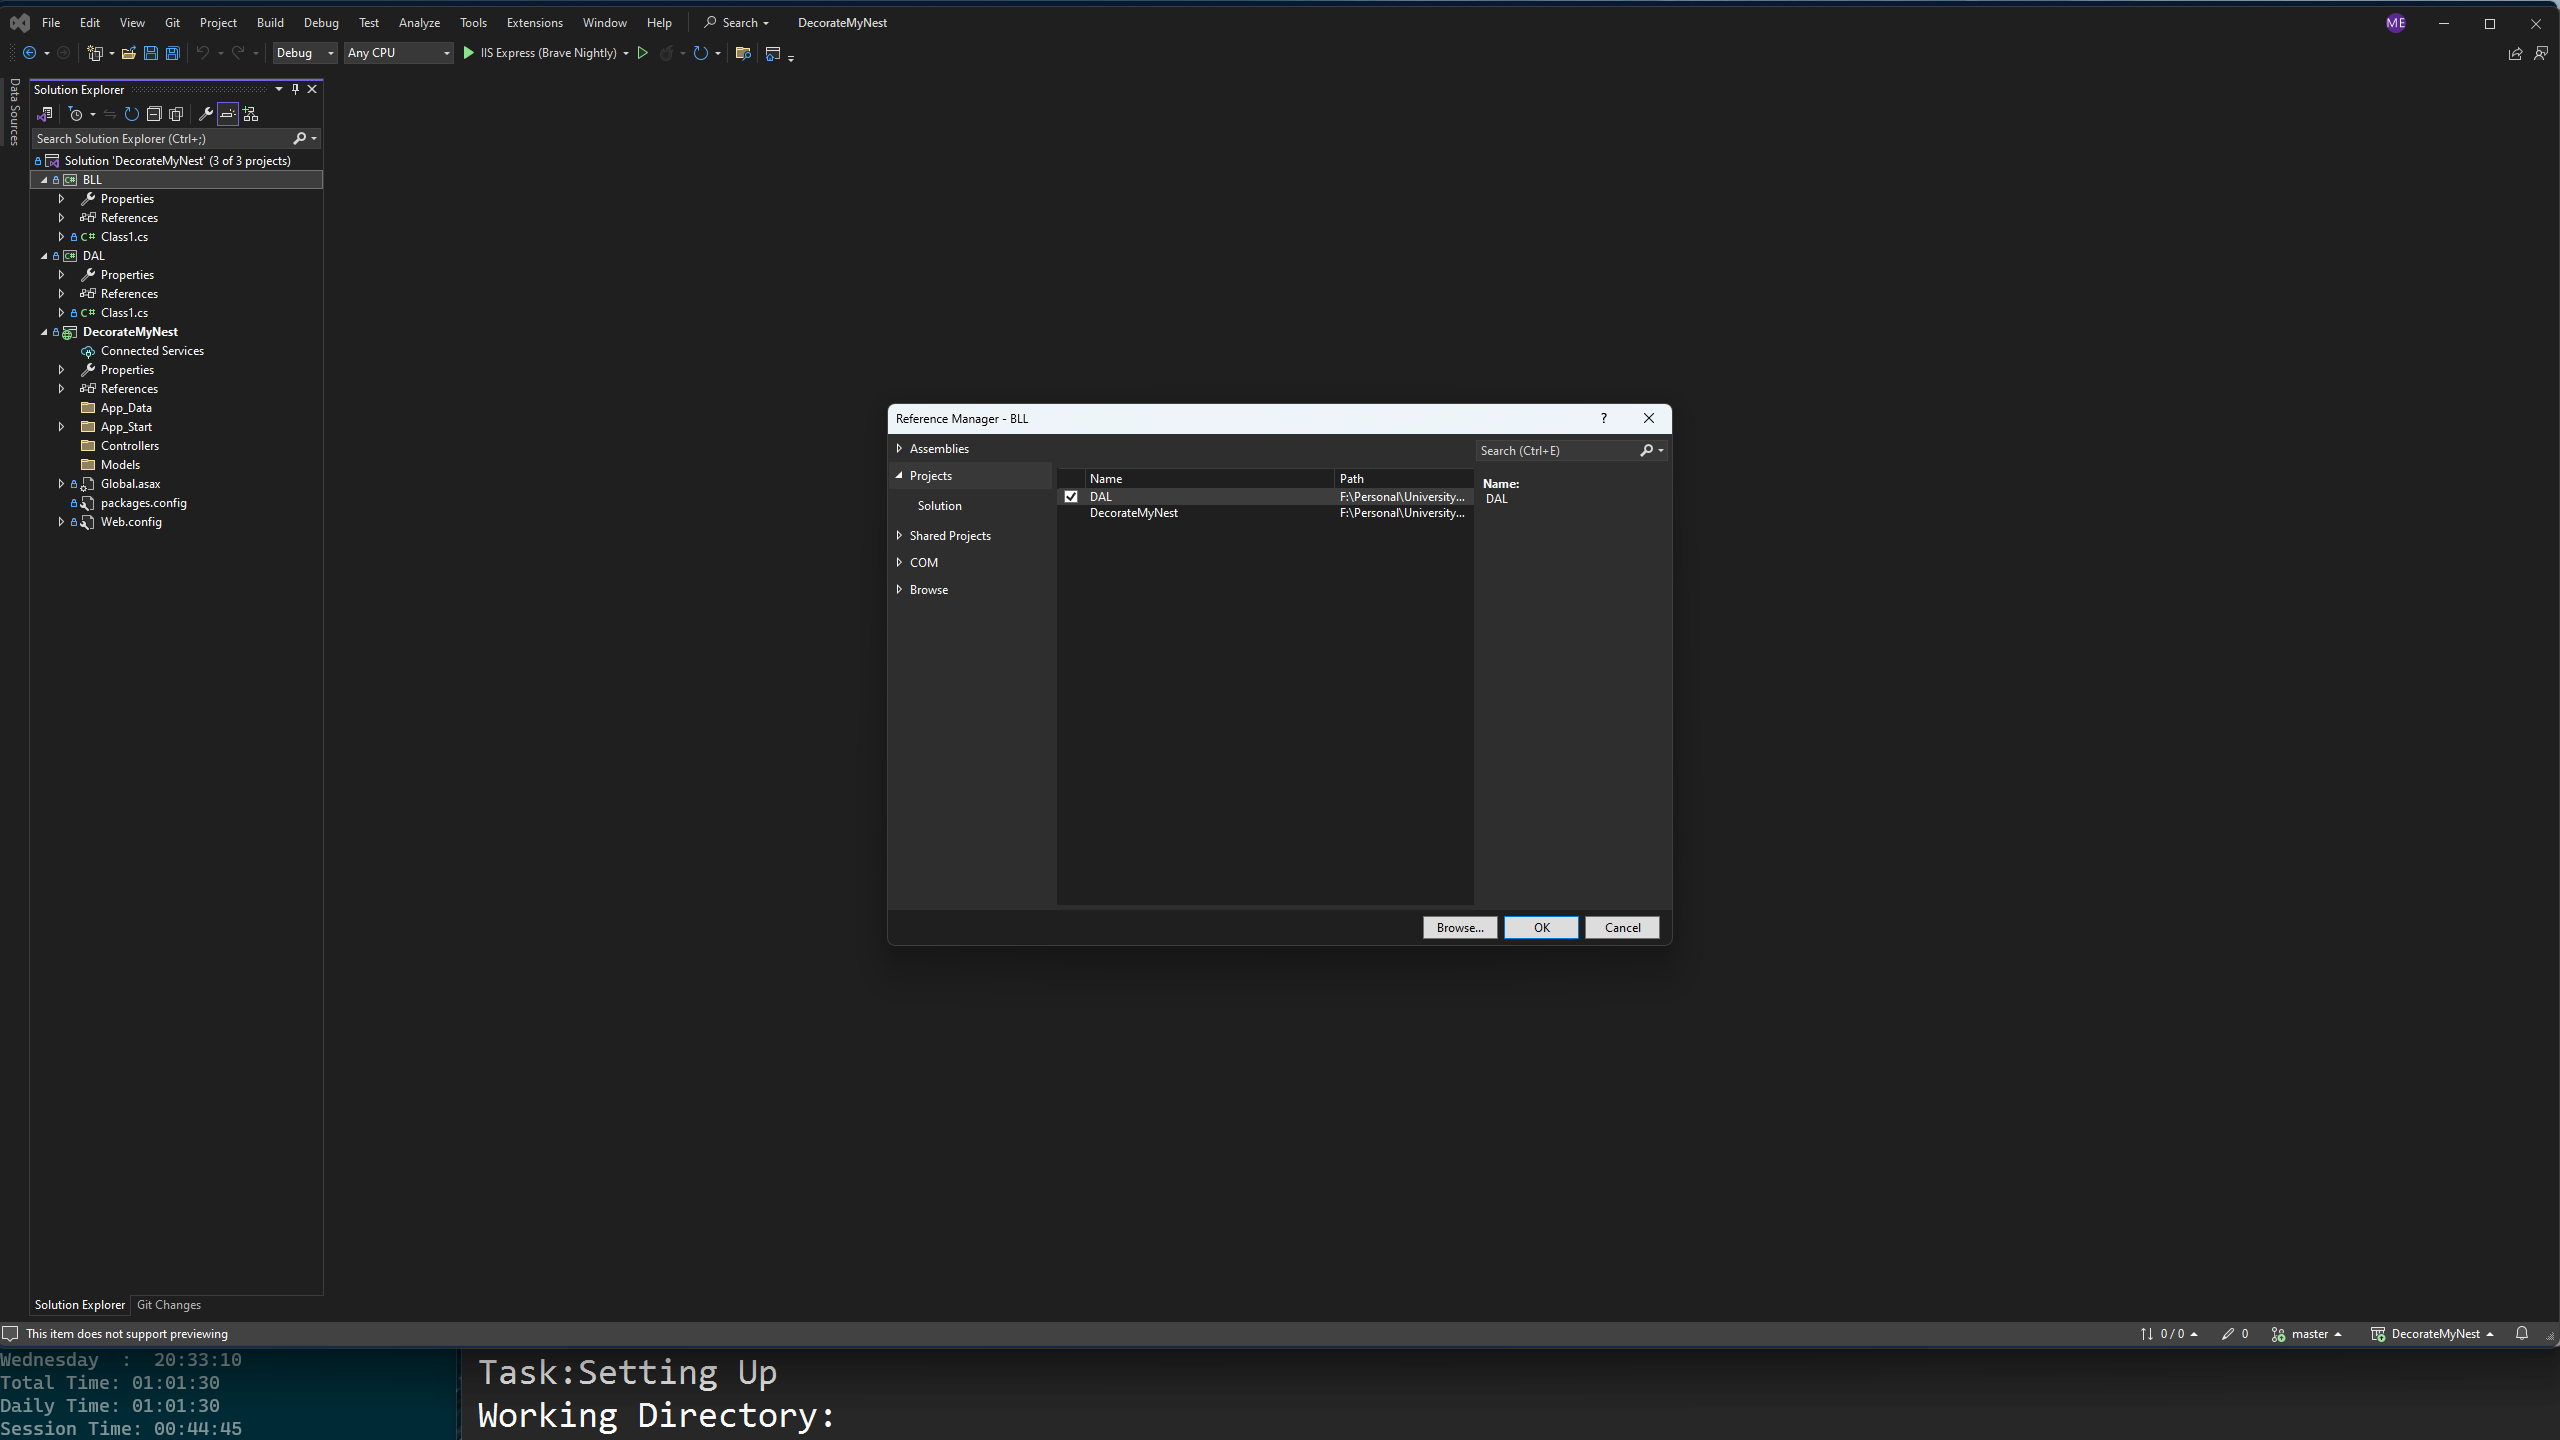 File Edit View Git Project Build Debug Test Analyze Tools Extensions Window Help Search DecorateMyNest ME
Debug Any CPU IIS Express (Brave Nightly)
Data Sources
Solution Explorer
Search Solution Explorer (Ctrl+;)
Solution 'DecorateMyNest' (3 of 3 projects)
C# BLL
Properties
References
C# Class1.cs
C# DAL
Properties
References
C# Class1.cs
DecorateMyNest
Connected Services
Properties
References
App_Data
App_Start
Controllers
Models
Global.asax
packages.config
Web.config
Reference Manager - BLL ?
Assemblies
Projects
Solution
Shared Projects
COM
Browse
Name Path
DAL F:\Personal\University...
DecorateMyNest F:\Personal\University...
Search (Ctrl+E)
Name:
DAL
Browse... OK Cancel
Solution Explorer Git Changes
This item does not support previewing 0 / 0 0 master DecorateMyNest
Wednesday : 20:33:10
Total Time: 01:01:30
Daily Time: 01:01:30
Session Time: 00:44:45
Task:Setting Up
Working Directory: